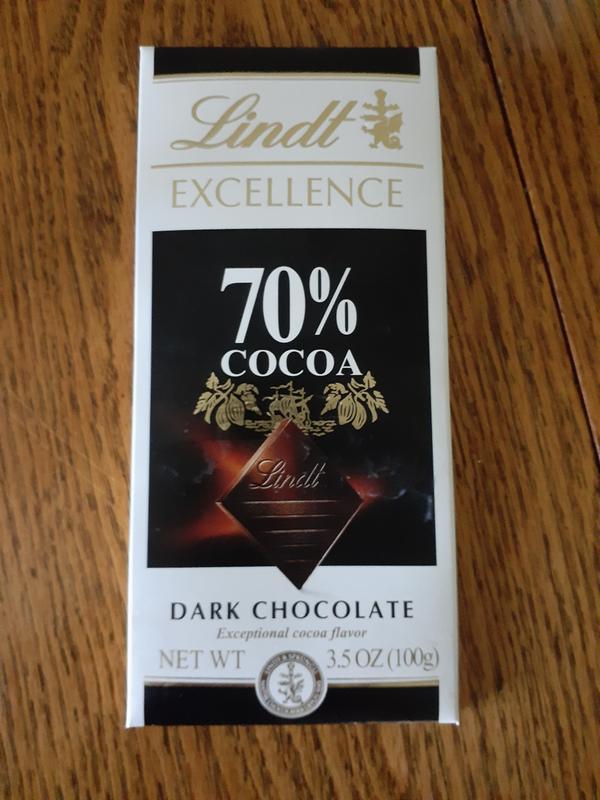 Lindt
EXCELLENCE
70%
COCOA
Lindt
DARK CHOCOLATE
Exceptional cocoa flavor
NET WT 3.5 OZ (100g)